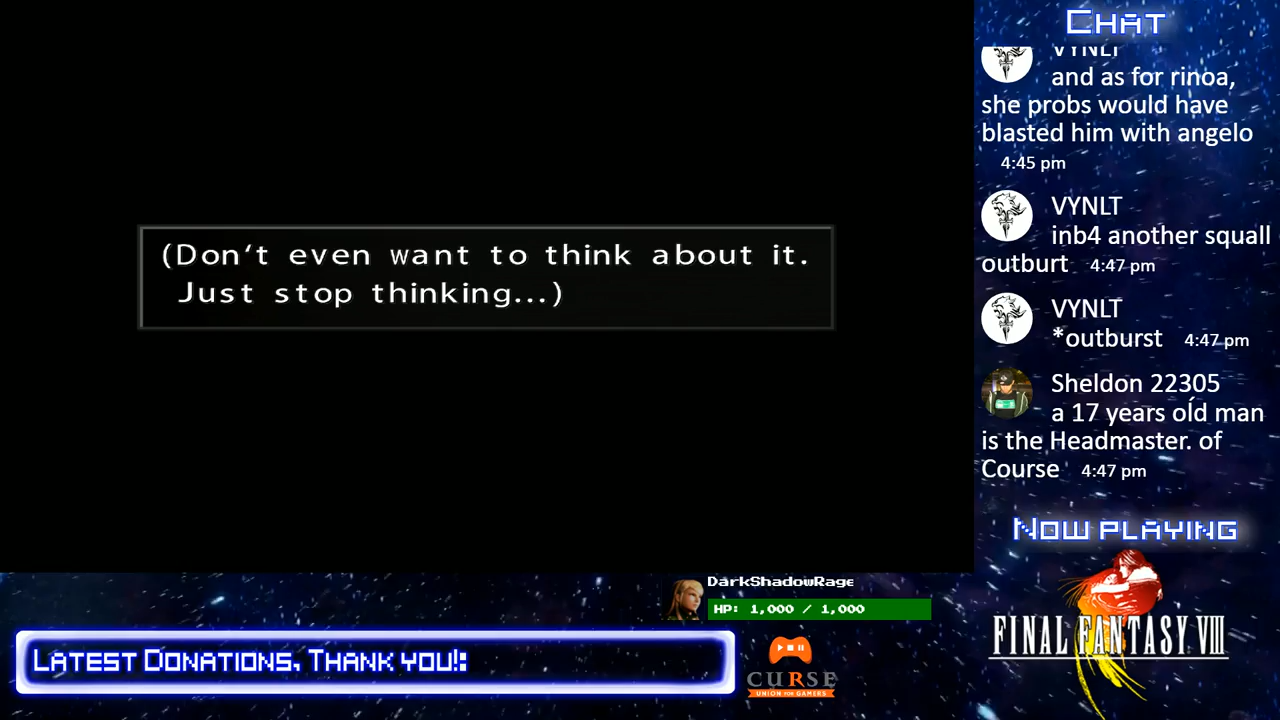 (Don't even want to think about it.
Just stop thinking...)
CHAT
VYNLT
and as for rinoa,
she probs would have
blasted him with angelo
4:45 pm
VYNLT
inb4 another squall
outburt 4:47 pm
VYNLT
*outburst 4:47 pm
Sheldon 22305
a 17 years oĺd man
is the Headmaster. of
Course 4:47 pm
NOW PLAYING
FINAL FANTASY VIII
DarkShadowRage
HP: 1,000 / 1,000
LATEST DONATIONS, THANK YOU!:
CURSE
UNION FOR GAMERS